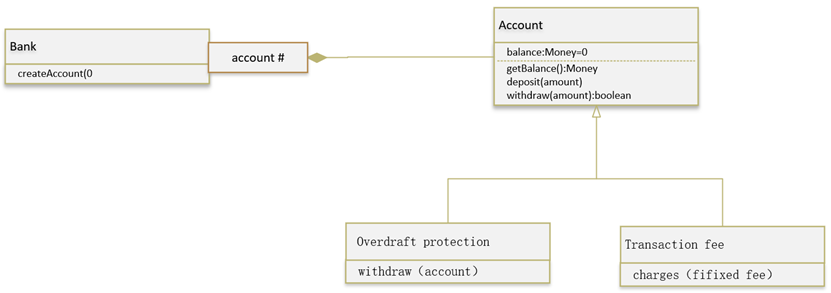 Bank
createAccount(0
account #
Account
balance:Money=0
getBalance():Money
deposit(amount)
withdraw(amount):boolean
Overdraft protection
withdraw（account）
Transaction fee
charges（fifixed fee）